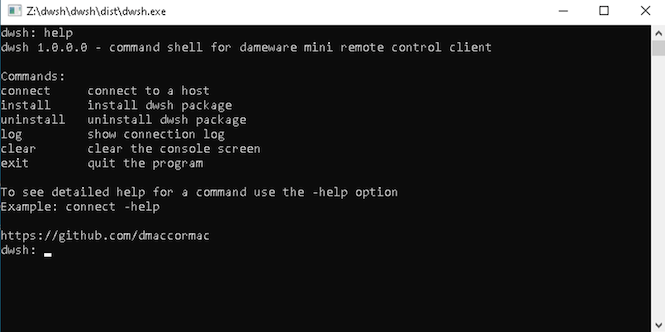 Z:\dwsh\dwsh\dist\dwsh.exe
dwsh: help
dwsh 1.0.0.0 - command shell for dameware mini remote control client
Commands:
connect connect to a host
install install dwsh package
uninstall uninstall dwsh package
log show connection log
clear clear the console screen
exit quit the program
To see detailed help for a command use the -help option
Example: connect -help
https://github.com/dmaccormac
dwsh: